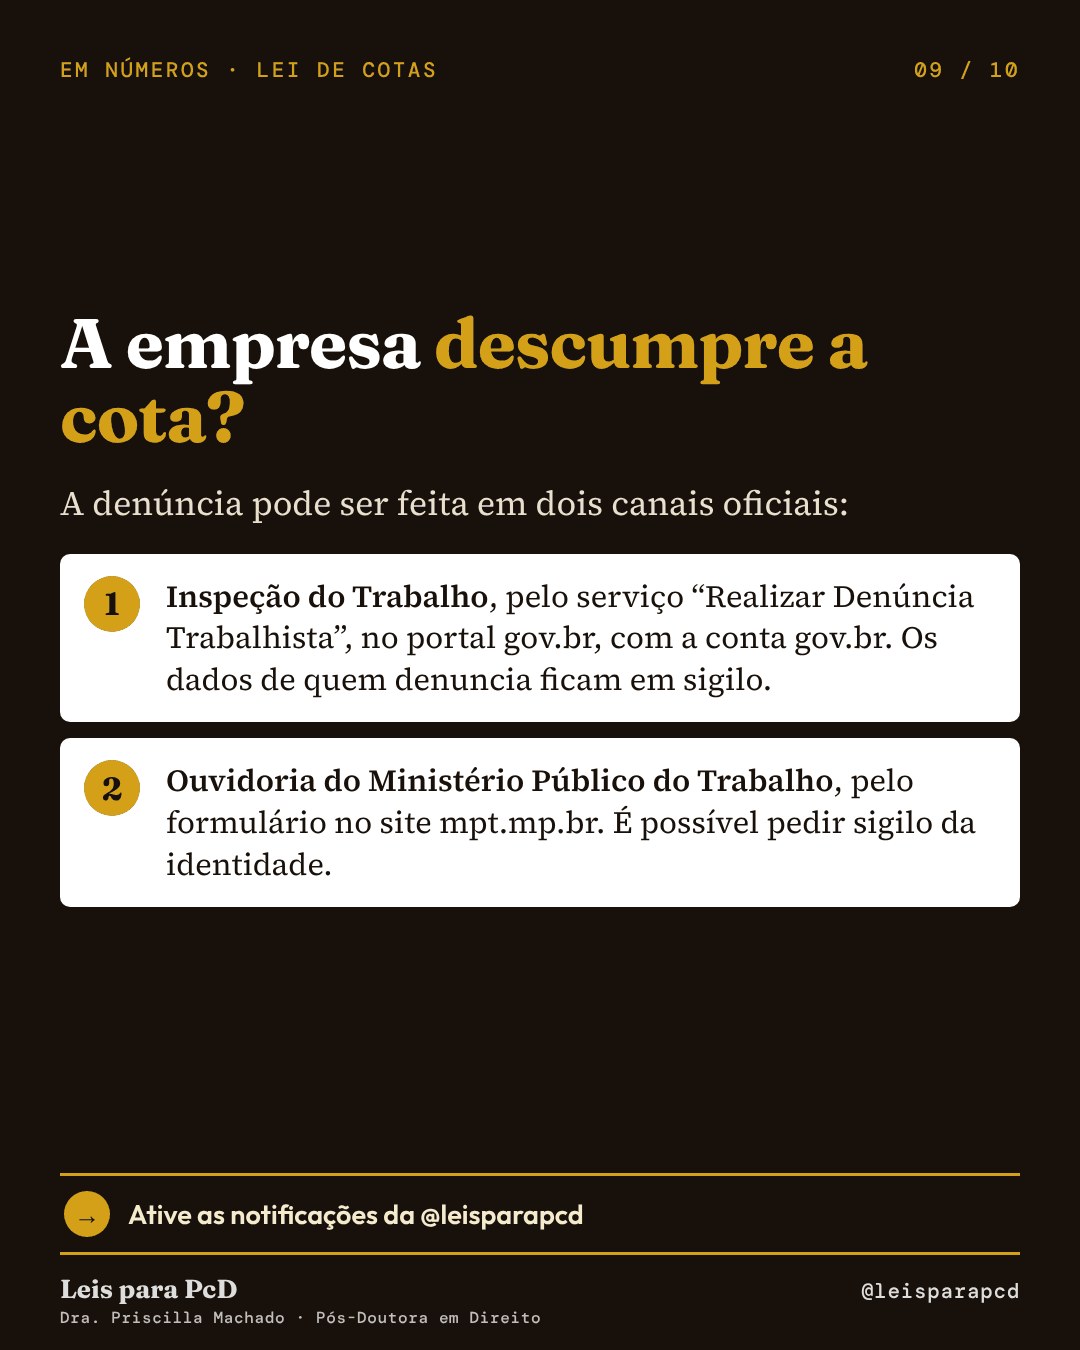 EM NÚMEROS · LEI DE COTAS
09 / 10
A empresa descumpre a
cota?
A denúncia pode ser feita em dois canais oficiais:
1
Inspeção do Trabalho, pelo serviço “Realizar Denúncia
Trabalhista”, no portal gov.br, com a conta gov.br. Os
dados de quem denuncia ficam em sigilo.
2
Ouvidoria do Ministério Público do Trabalho, pelo
formulário no site mpt.mp.br. É possível pedir sigilo da
identidade.
→ Ative as notificações da @leisparapcd
Leis para PcD
@leisparapcd
Dra. Priscilla Machado · Pós-Doutora em Direito